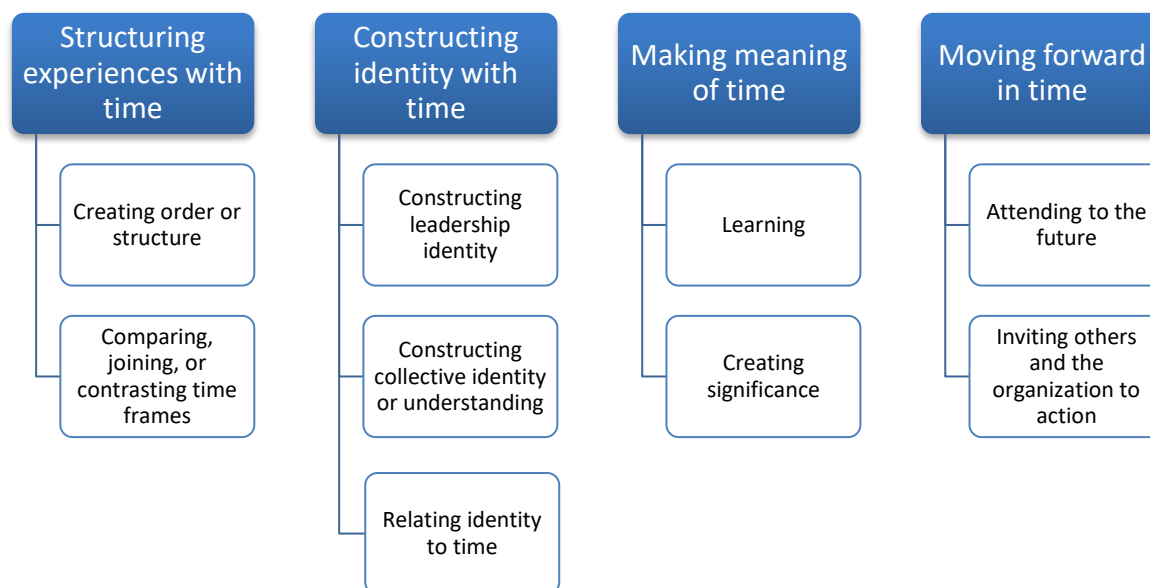 Structuring
experiences with
time
Creating order or
structure
Comparing,
joining, or
contrasting time
frames
Constructing
identity with
time
Constructing
leadership
identity
Constructing
collective identity
or understanding
Relating identity
to time
Making meaning
of time
Learning
Creating
significance
Moving forward
in time
Attending to the
future
Inviting others
and the
organization to
action